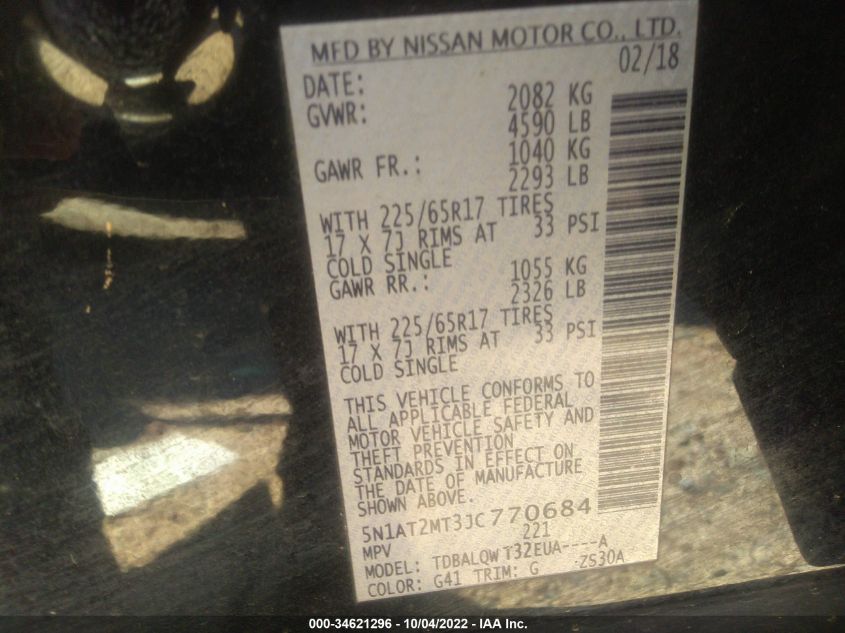 MFD BY NISSAN MOTOR CO., LTD.
DATE: 02/18
GVWR: 2082 KG
4590 LB
GAWR FR.: 1040 KG
2293 LB
WITH 225/65R17 TIRES
17 X 7J RIMS AT 33 PSI
COLD SINGLE
GAWR RR.: 1055 KG
2326 LB
WITH 225/65R17 TIRES
17 X 7J RIMS AT 33 PSI
COLD SINGLE
THIS VEHICLE CONFORMS TO
ALL APPLICABLE FEDERAL
MOTOR VEHICLE SAFETY AND
THEFT PREVENTION
STANDARDS IN EFFECT ON
THE DATE OF MANUFACTURE
SHOWN ABOVE.
5N1AT2MT3JC770684
MPV 221
MODEL: TDBALQWT32EUA----A
COLOR: G41 TRIM: G -ZS30A
000-34621296 - 10/04/2022 - IAA Inc.